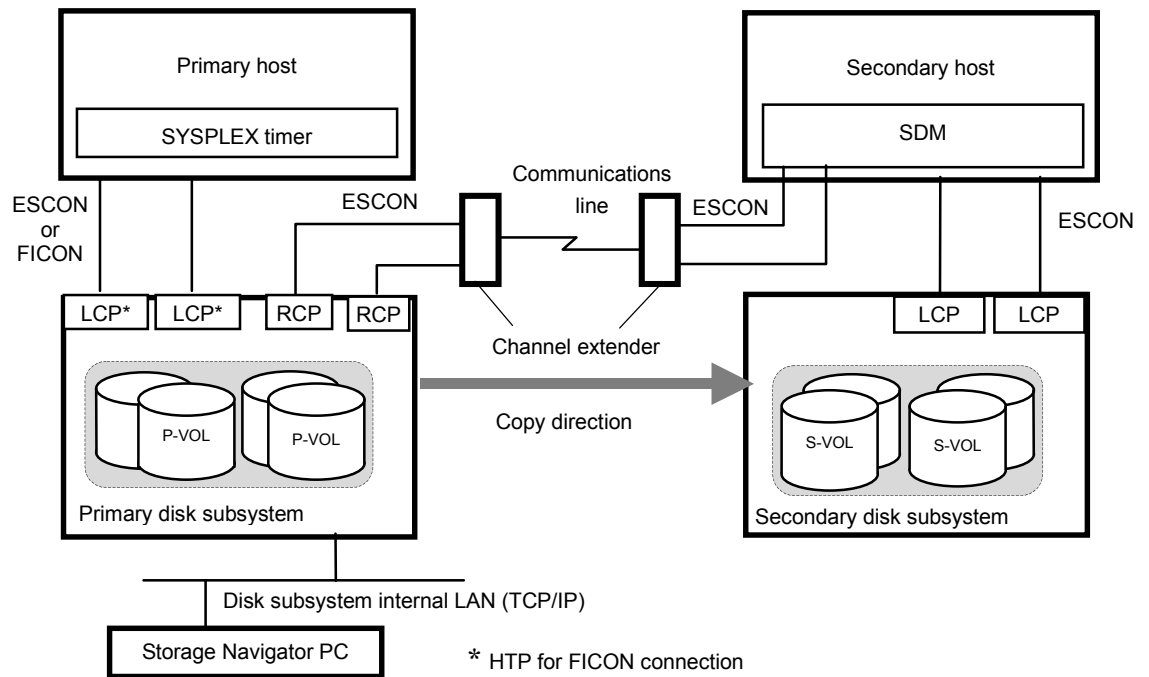 Primary host
SYSPLEX timer
Secondary host
SDM
ESCON
or
FICON
ESCON
Communications
line
ESCON
ESCON
LCP*
LCP*
RCP
RCP
Channel extender
LCP
LCP
P-VOL
P-VOL
Copy direction
S-VOL
S-VOL
Primary disk subsystem
Secondary disk subsystem
Disk subsystem internal LAN (TCP/IP)
Storage Navigator PC
* HTP for FICON connection